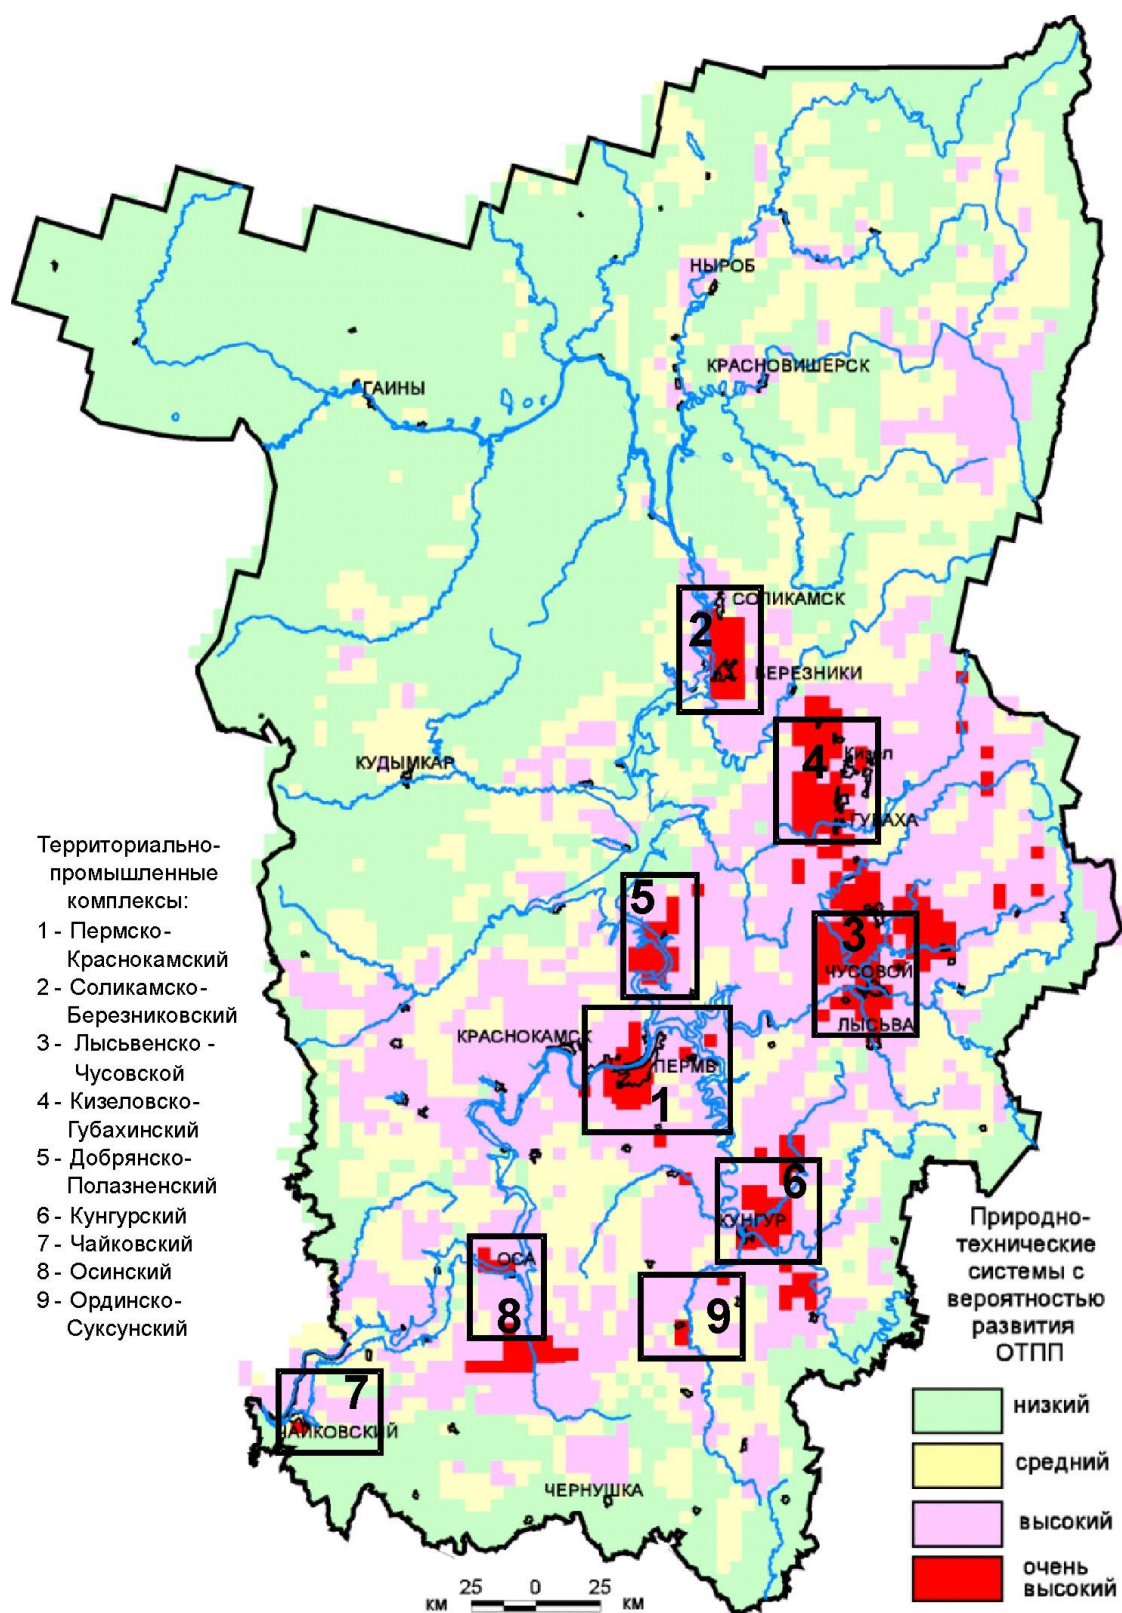 НЫРОБ
КРАСНОВИШЕРСК
ГАИНЫ
СОЛИКАМСК
2
БЕРЕЗНИКИ
КУДЫМКАР
Кизел
4
ГУБАХА
5
3
ЧУСОВОЙ
ЛЫСЬВА
КРАСНОКАМСК
ПЕРМЬ
1
6
КУНГУР
ОСА
8
9
7
ЧАЙКОВСКИЙ
ЧЕРНУШКА
Территориально-
промышленные
комплексы:
1 - Пермско-
Краснокамский
2 - Соликамско-
Березниковский
3 - Лысьвенско -
Чусовской
4 - Кизеловско-
Губахинский
5 - Добрянско-
Полазненский
6 - Кунгурский
7 - Чайковский
8 - Осинский
9 - Ординско-
Суксунский
Природно-
технические
системы с
вероятностью
развития
ОТПП
низкий
средний
высокий
очень
высокий
25 0 25
км км